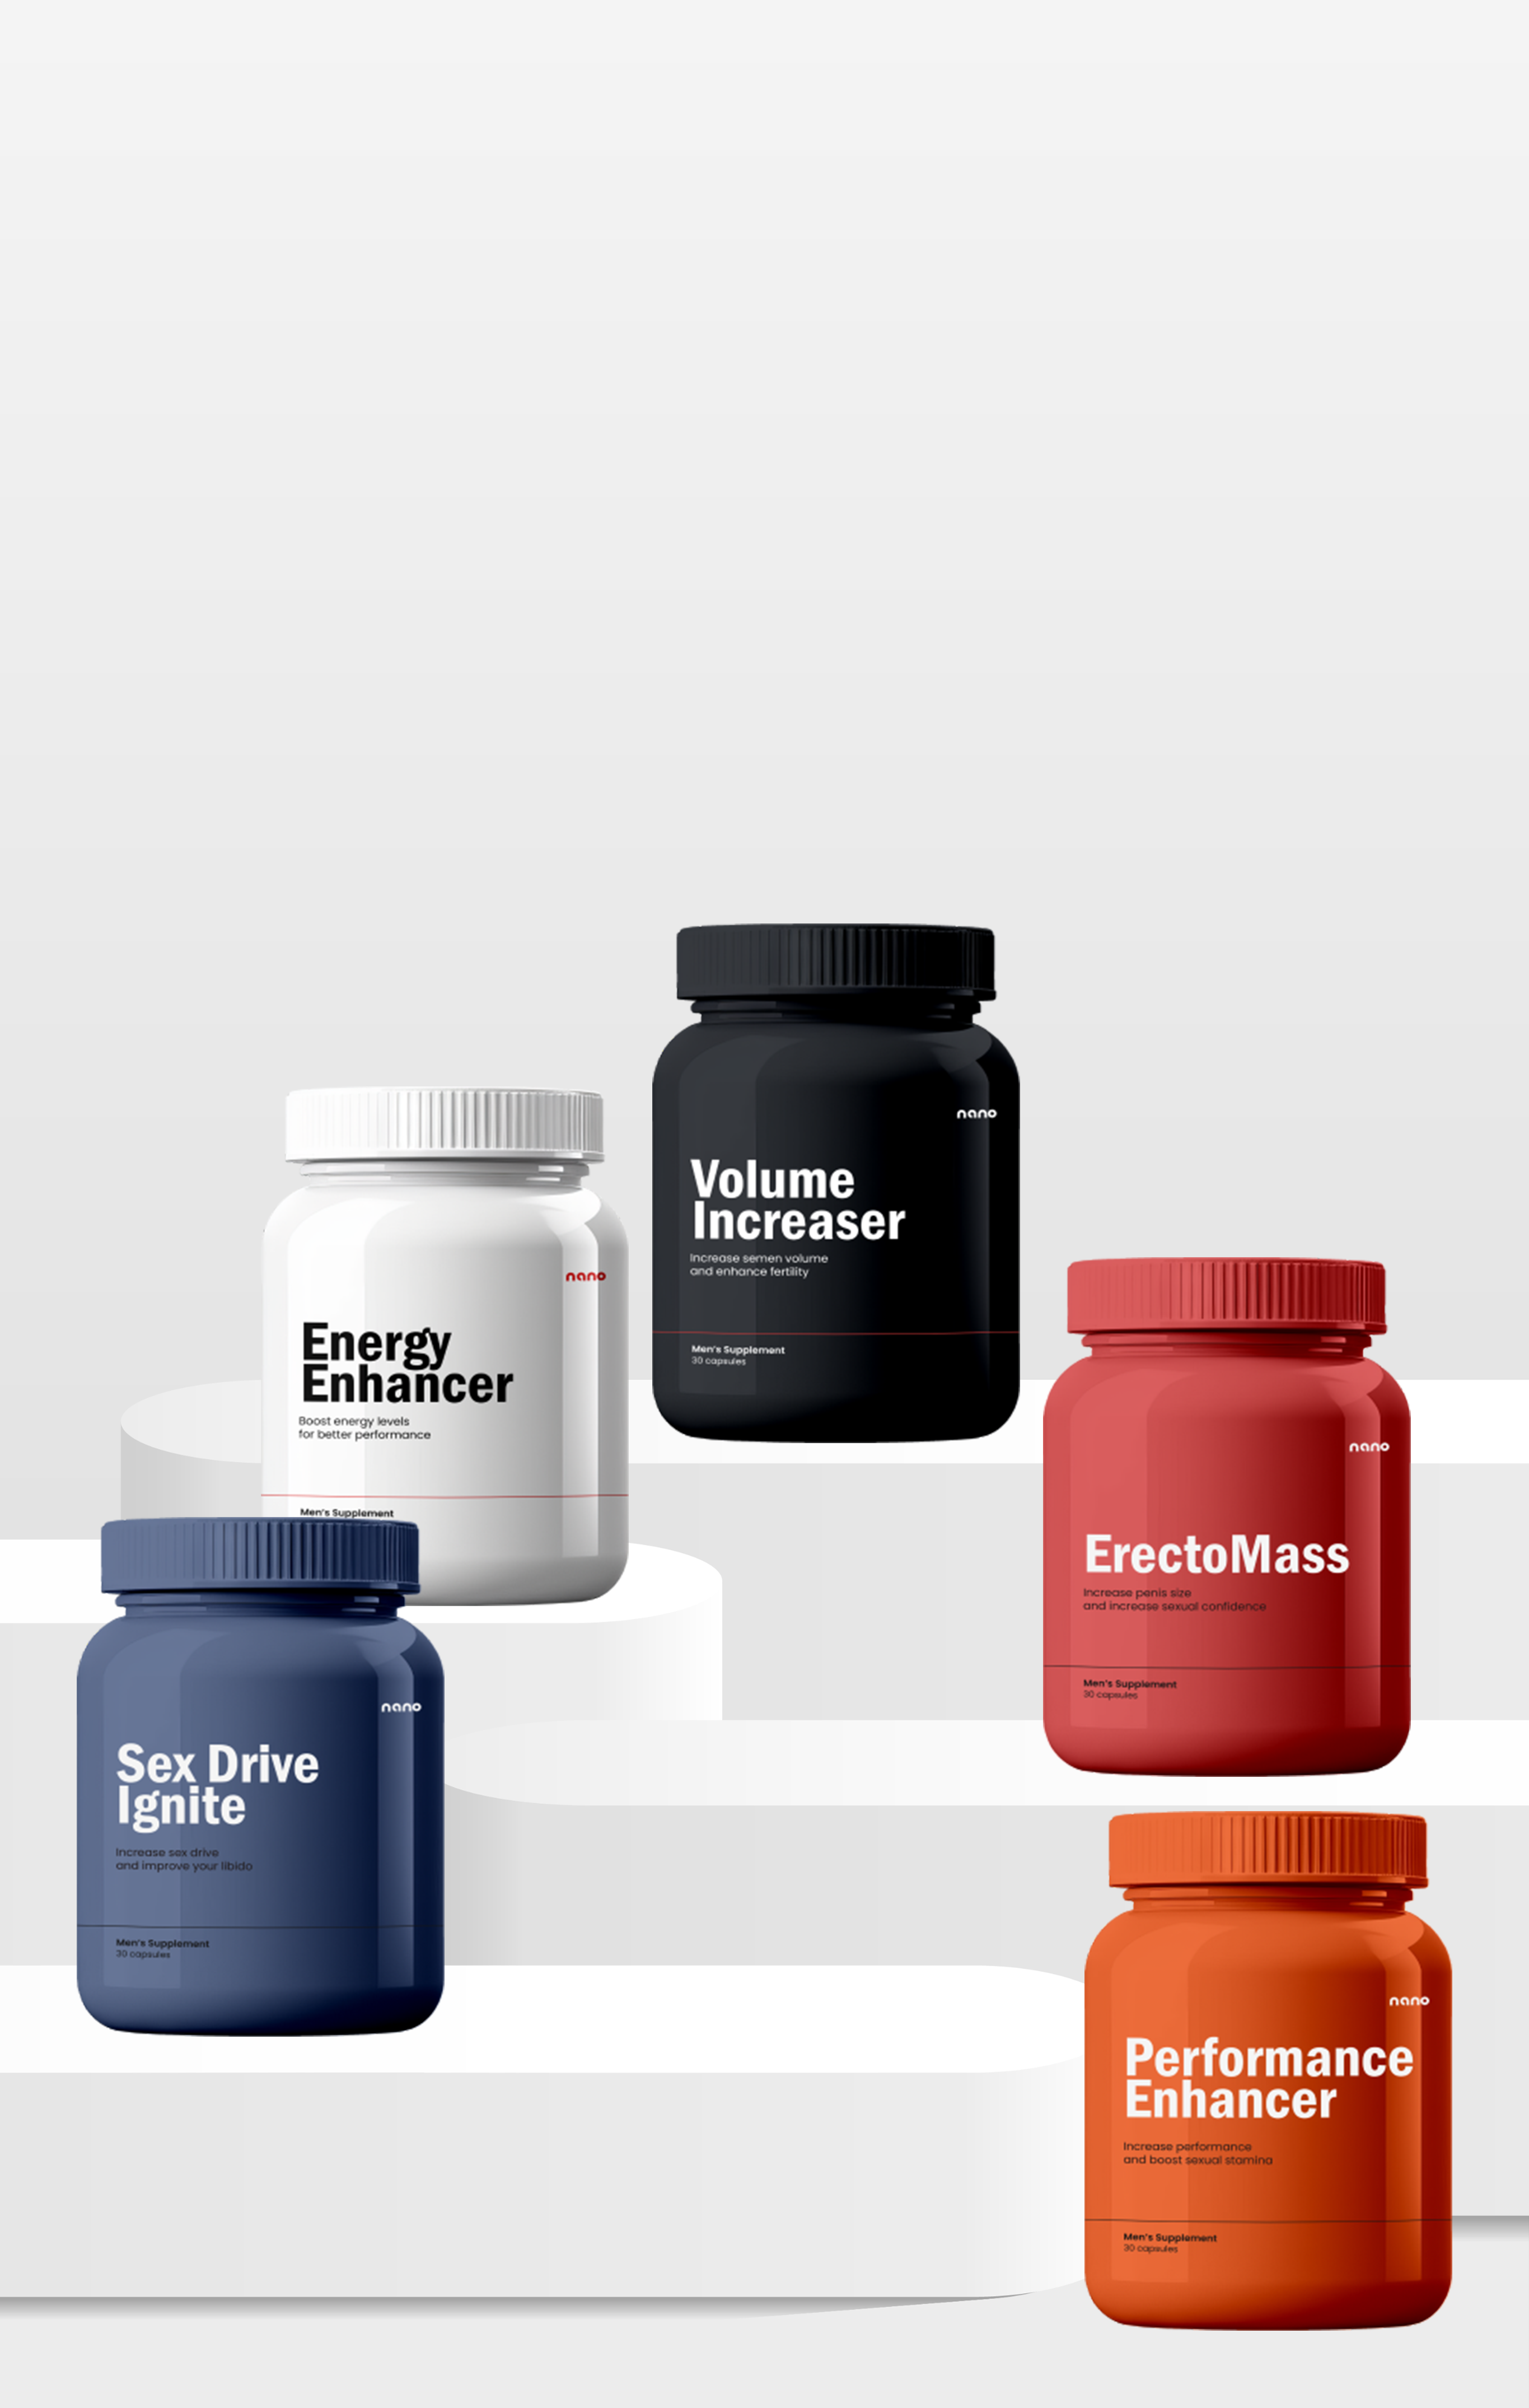 nano
Volume
Increaser
Increase semen volume
and enhance fertility
Men's Supplement
30 capsules
nano
Energy
Enhancer
Boost energy levels
for better performance
Men's Supplement
nano
ErectoMass
Increase penis size
and increase sexual confidence
Men's Supplement
30 capsules
nano
Sex Drive
Ignite
Increase sex drive
and improve your libido
Men's Supplement
30 capsules
nano
Performance
Enhancer
Increase performance
and boost sexual stamina
Men's Supplement
30 capsules